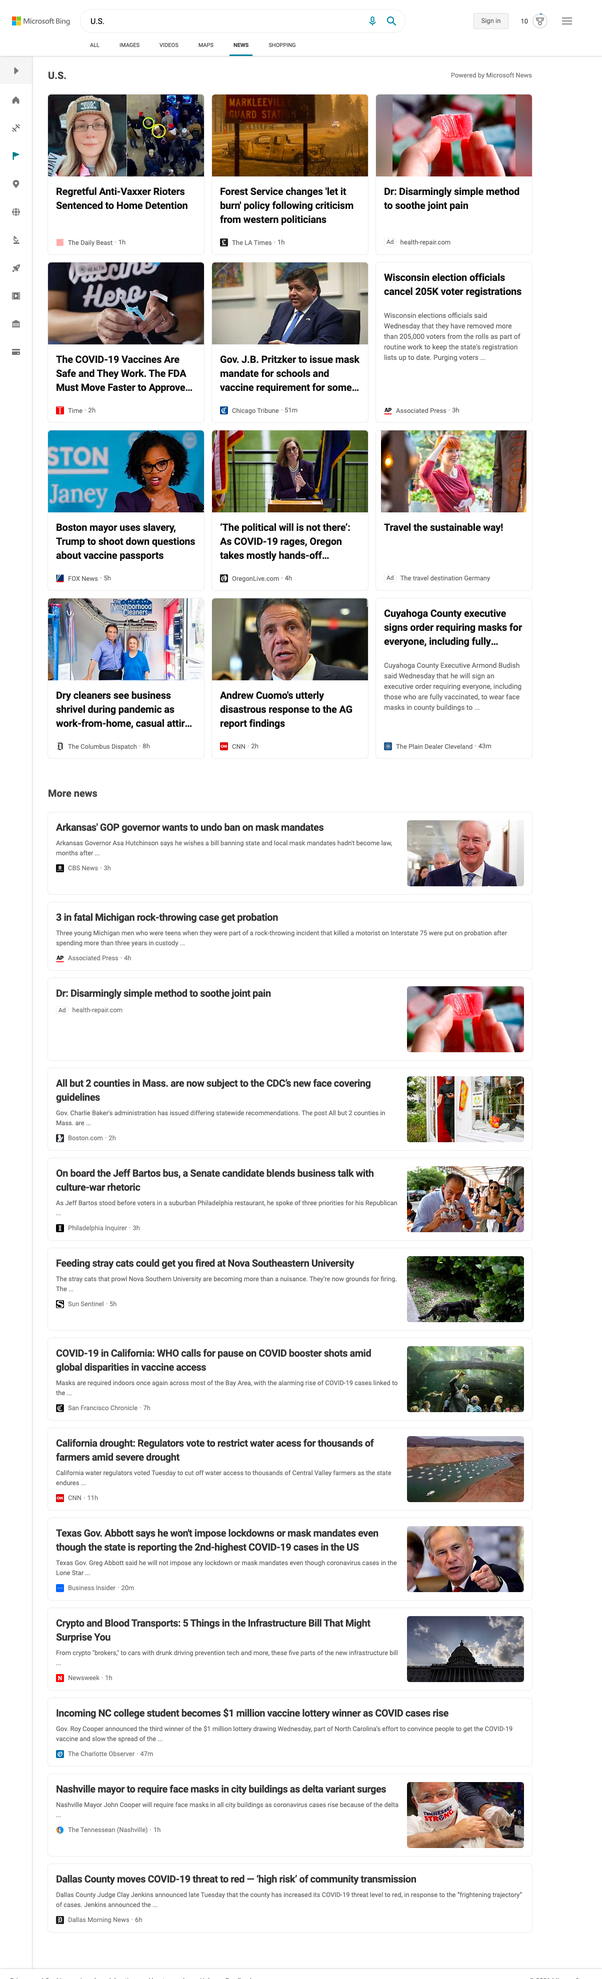 Microsoft Bing
U.S.
Sign in
10
ALL
IMAGES
VIDEOS
MAPS
NEWS
SHOPPING
U.S.
Powered by Microsoft News
MARKLEEVILL
GUARD STATI
Regretful Anti-Vaxxer Rioters
Sentenced to Home Detention
The Daily Beast · 1h
Forest Service changes 'let it
burn' policy following criticism
from western politicians
The LA Times · 1h
Dr: Disarmingly simple method
to soothe joint pain
Ad health-repair.com
Hero
The COVID-19 Vaccines Are
Safe and They Work. The FDA
Must Move Faster to Approve...
Time · 2h
Gov. J.B. Pritzker to issue mask
mandate for schools and
vaccine requirement for some...
Chicago Tribune · 51m
Wisconsin election officials
cancel 205K voter registrations
Wisconsin elections officials said
Wednesday that they have removed more
than 205,000 voters from the rolls as part of
routine work to keep the state's registration
lists up to date. Purging voters ...
AP Associated Press · 3h
STON
Janey
Boston mayor uses slavery,
Trump to shoot down questions
about vaccine passports
FOX News · 5h
'The political will is not there':
As COVID-19 rages, Oregon
takes mostly hands-off...
OregonLive.com · 4h
Travel the sustainable way!
Ad The travel destination Germany
Neighborhood
Cleaners
Dry cleaners see business
shrivel during pandemic as
work-from-home, casual attir...
The Columbus Dispatch · 8h
Andrew Cuomo's utterly
disastrous response to the AG
report findings
CNN · 2h
Cuyahoga County executive
signs order requiring masks for
everyone, including fully...
Cuyahoga County Executive Armond Budish
said Wednesday that he will sign an
executive order requiring everyone, including
those who are fully vaccinated, to wear face
masks in county buildings to ...
The Plain Dealer Cleveland · 43m
More news
Arkansas' GOP governor wants to undo ban on mask mandates
Arkansas Governor Asa Hutchinson says he wishes a bill banning state and local mask mandates hadn't become law,
months after ...
CBS News · 3h
3 in fatal Michigan rock-throwing case get probation
Three young Michigan men who were teens when they were part of a rock-throwing incident that killed a motorist on Interstate 75 were put on probation after
spending more than three years in custody ...
AP Associated Press · 4h
Dr: Disarmingly simple method to soothe joint pain
Ad health-repair.com
All but 2 counties in Mass. are now subject to the CDC's new face covering
guidelines
Gov. Charlie Baker's administration has issued differing statewide recommendations. The post All but 2 counties in
Mass. are ...
Boston.com · 2h
On board the Jeff Bartos bus, a Senate candidate blends business talk with
culture-war rhetoric
As Jeff Bartos stood before voters in a suburban Philadelphia restaurant, he spoke of three priorities for his Republican
...
Philadelphia Inquirer · 3h
Feeding stray cats could get you fired at Nova Southeastern University
The stray cats that prowl Nova Southern University are becoming more than a nuisance. They're now grounds for firing.
The ...
Sun Sentinel · 5h
COVID-19 in California: WHO calls for pause on COVID booster shots amid
global disparities in vaccine access
Masks are required indoors once again across most of the Bay Area, with the alarming rise of COVID-19 cases linked to
the ...
San Francisco Chronicle · 7h
California drought: Regulators vote to restrict water acess for thousands of
farmers amid severe drought
California water regulators voted Tuesday to cut off water access to thousands of Central Valley farmers as the state
endures ...
CNN · 11h
Texas Gov. Abbott says he won't impose lockdowns or mask mandates even
though the state is reporting the 2nd-highest COVID-19 cases in the US
Texas Gov. Greg Abbott said he will not impose any lockdown or mask mandates even though coronavirus cases in the
Lone Star ...
Business Insider · 20m
Crypto and Blood Transports: 5 Things in the Infrastructure Bill That Might
Surprise You
From crypto "brokers," to cars with drunk driving prevention tech and more, these five parts of the new infrastructure bill
...
Newsweek · 1h
Incoming NC college student becomes $1 million vaccine lottery winner as COVID cases rise
Gov. Roy Cooper announced the third winner of the $1 million lottery drawing Wednesday, part of North Carolina's effort to convince people to get the COVID-19
vaccine and slow the spread of the ...
The Charlotte Observer · 47m
Nashville mayor to require face masks in city buildings as delta variant surges
Nashville Mayor John Cooper will require face masks in all city buildings as coronavirus cases rise because of the delta
...
The Tennessean (Nashville) · 1h
STRONG
Dallas County moves COVID-19 threat to red — 'high risk' of community transmission
Dallas County Judge Clay Jenkins announced late Tuesday that the county has increased its COVID-19 threat level to red, in response to the "frightening trajectory"
of cases. Jenkins announced the ...
Dallas Morning News · 6h